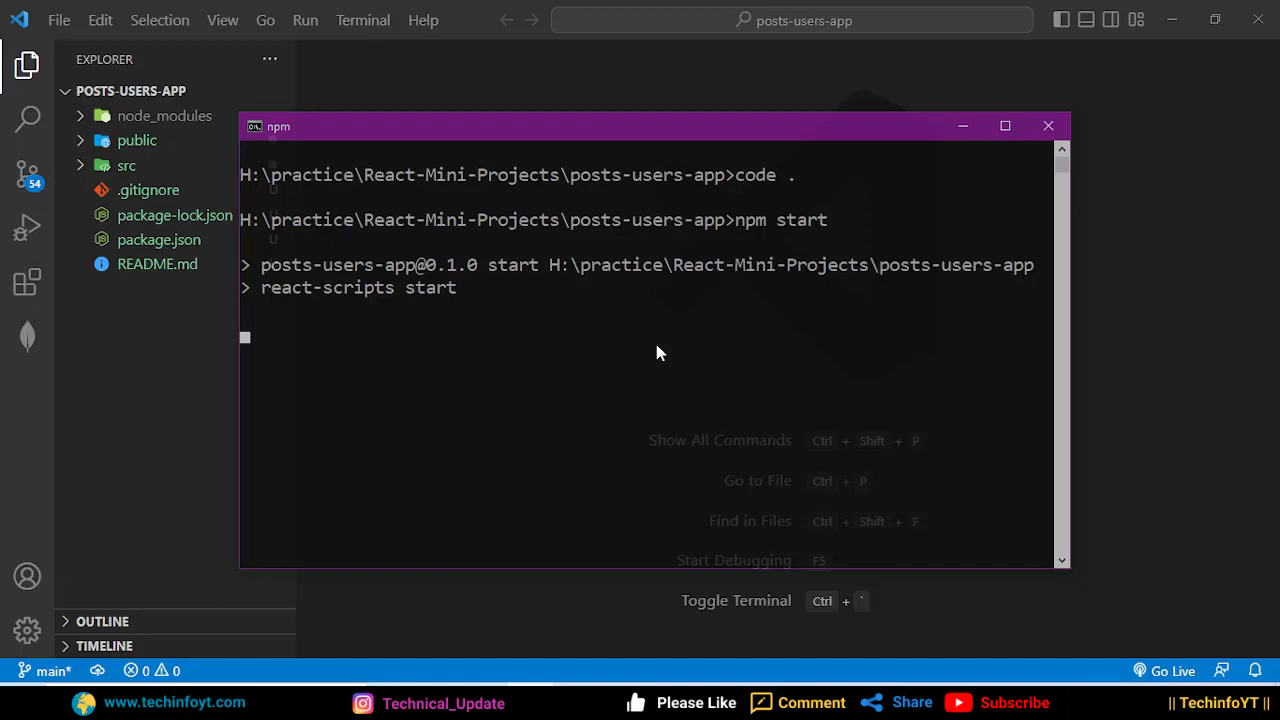 File Edit Selection View Go Run Terminal Help
posts-users-app
EXPLORER
POSTS-USERS-APP
node_modules
public
src
.gitignore
package-lock.json
package.json
README.md
54
npm
H:\practice\React-Mini-Projects\posts-users-app>code .
H:\practice\React-Mini-Projects\posts-users-app>npm start
> posts-users-app@0.1.0 start H:\practice\React-Mini-Projects\posts-users-app
> react-scripts start
U
U
Show All Commands Ctrl + Shift + P
Go to File Ctrl + P
Find in Files Ctrl + Shift + F
Start Debugging F5
Toggle Terminal Ctrl + `
OUTLINE
TIMELINE
main* 0 0 Go Live
www.techinfoyt.com Technical_Update Please Like Comment Share Subscribe || TechinfoYT ||